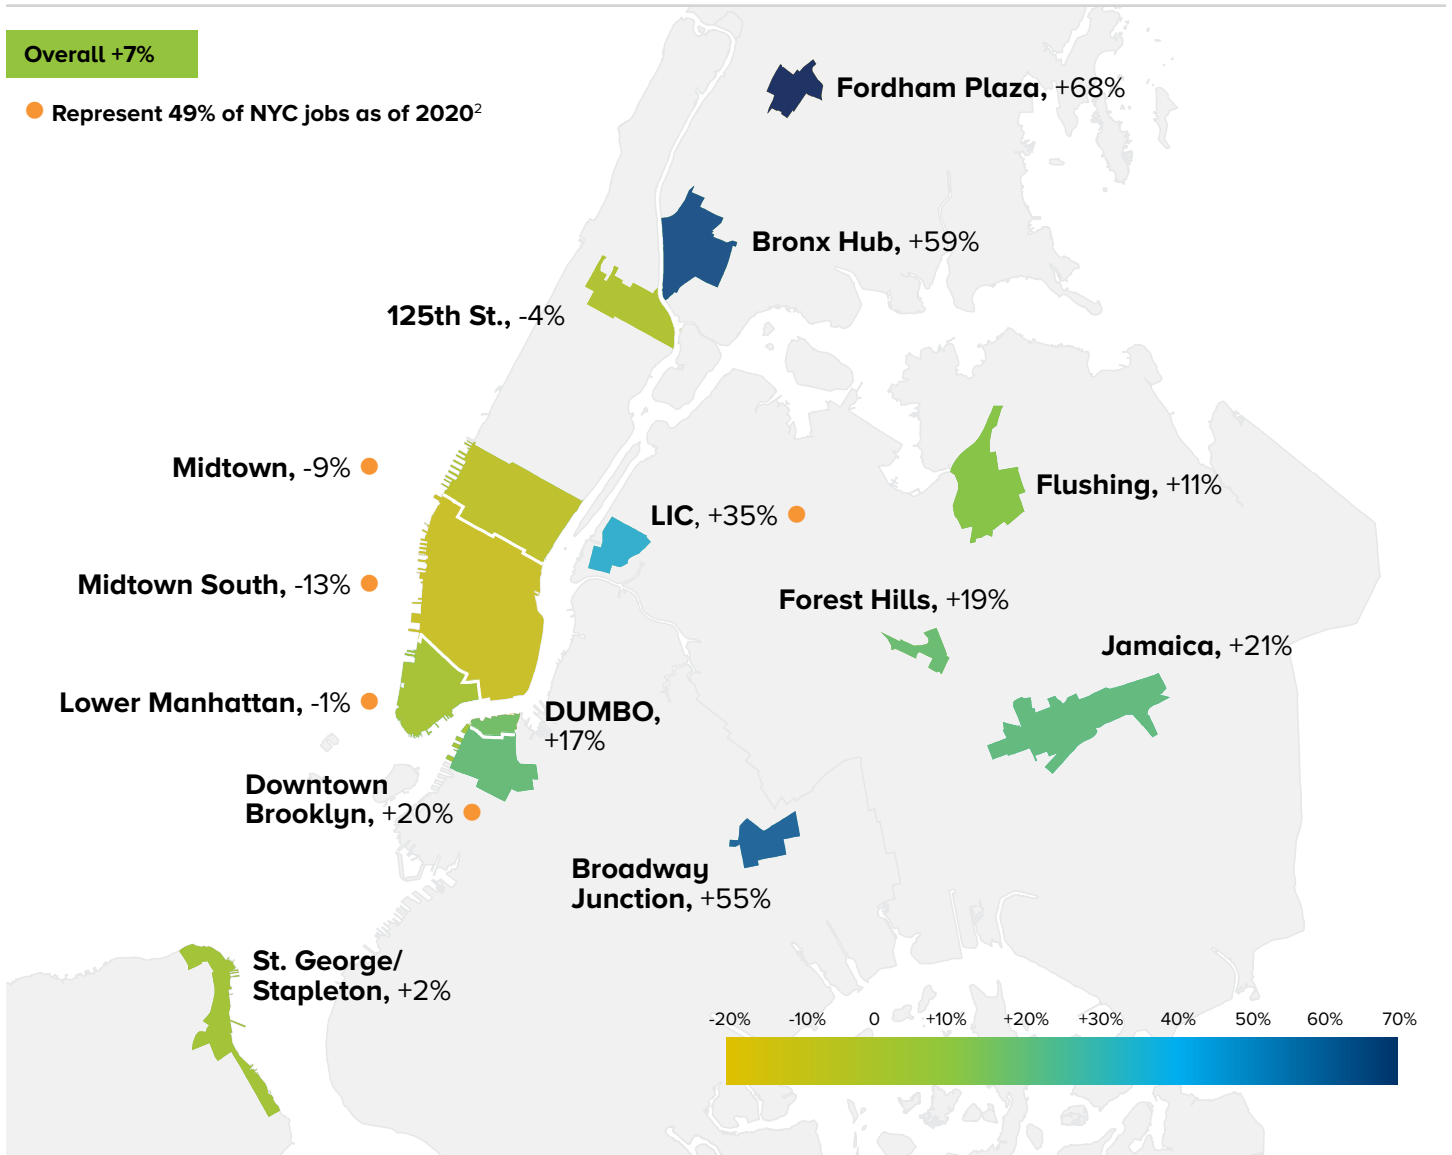 Overall +7%
Represent 49% of NYC jobs as of 2020²
Fordham Plaza, +68%
Bronx Hub, +59%
125th St., -4%
Midtown, -9%
LIC, +35%
Flushing, +11%
Midtown South, -13%
Forest Hills, +19%
Jamaica, +21%
Lower Manhattan, -1%
DUMBO,
+17%
Downtown
Brooklyn, +20%
Broadway
Junction, +55%
St. George/
Stapleton, +2%
-20% -10% 0 +10% +20% +30% 40% 50% 60% 70%